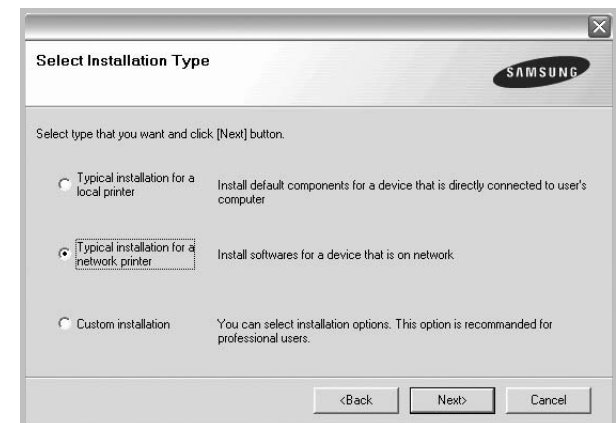 Select Installation Type
SAMSUNG
Select type that you want and click [Next] button.
Typical installation for a
local printer
Install default components for a device that is directly connected to user's
computer
Typical installation for a
network printer
Install softwares for a device that is on network
Custom installation
You can select installation options. This option is recommanded for
professional users.
<Back
Next>
Cancel